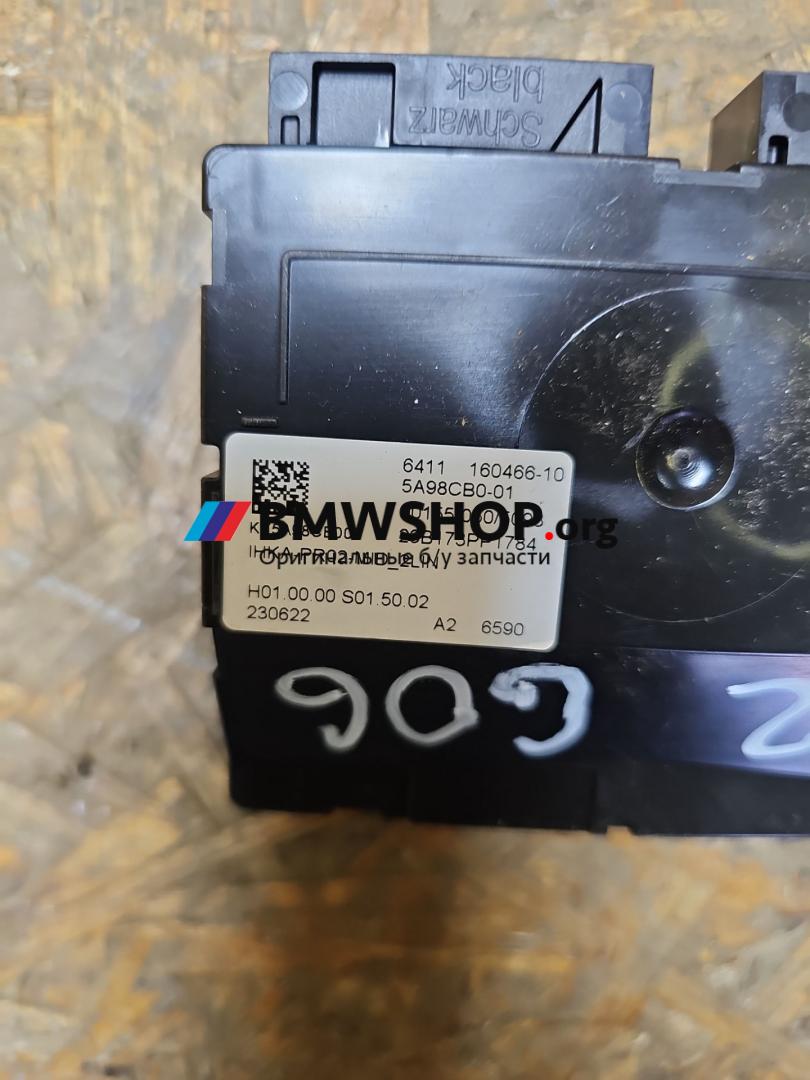 Schwarz
black
6411 160466-10
5A98CB0-01
BMWSHOP.org
Оригинальные б/у запчасти
H01.00.00 S01.50.02
230622
A2 6590
G06